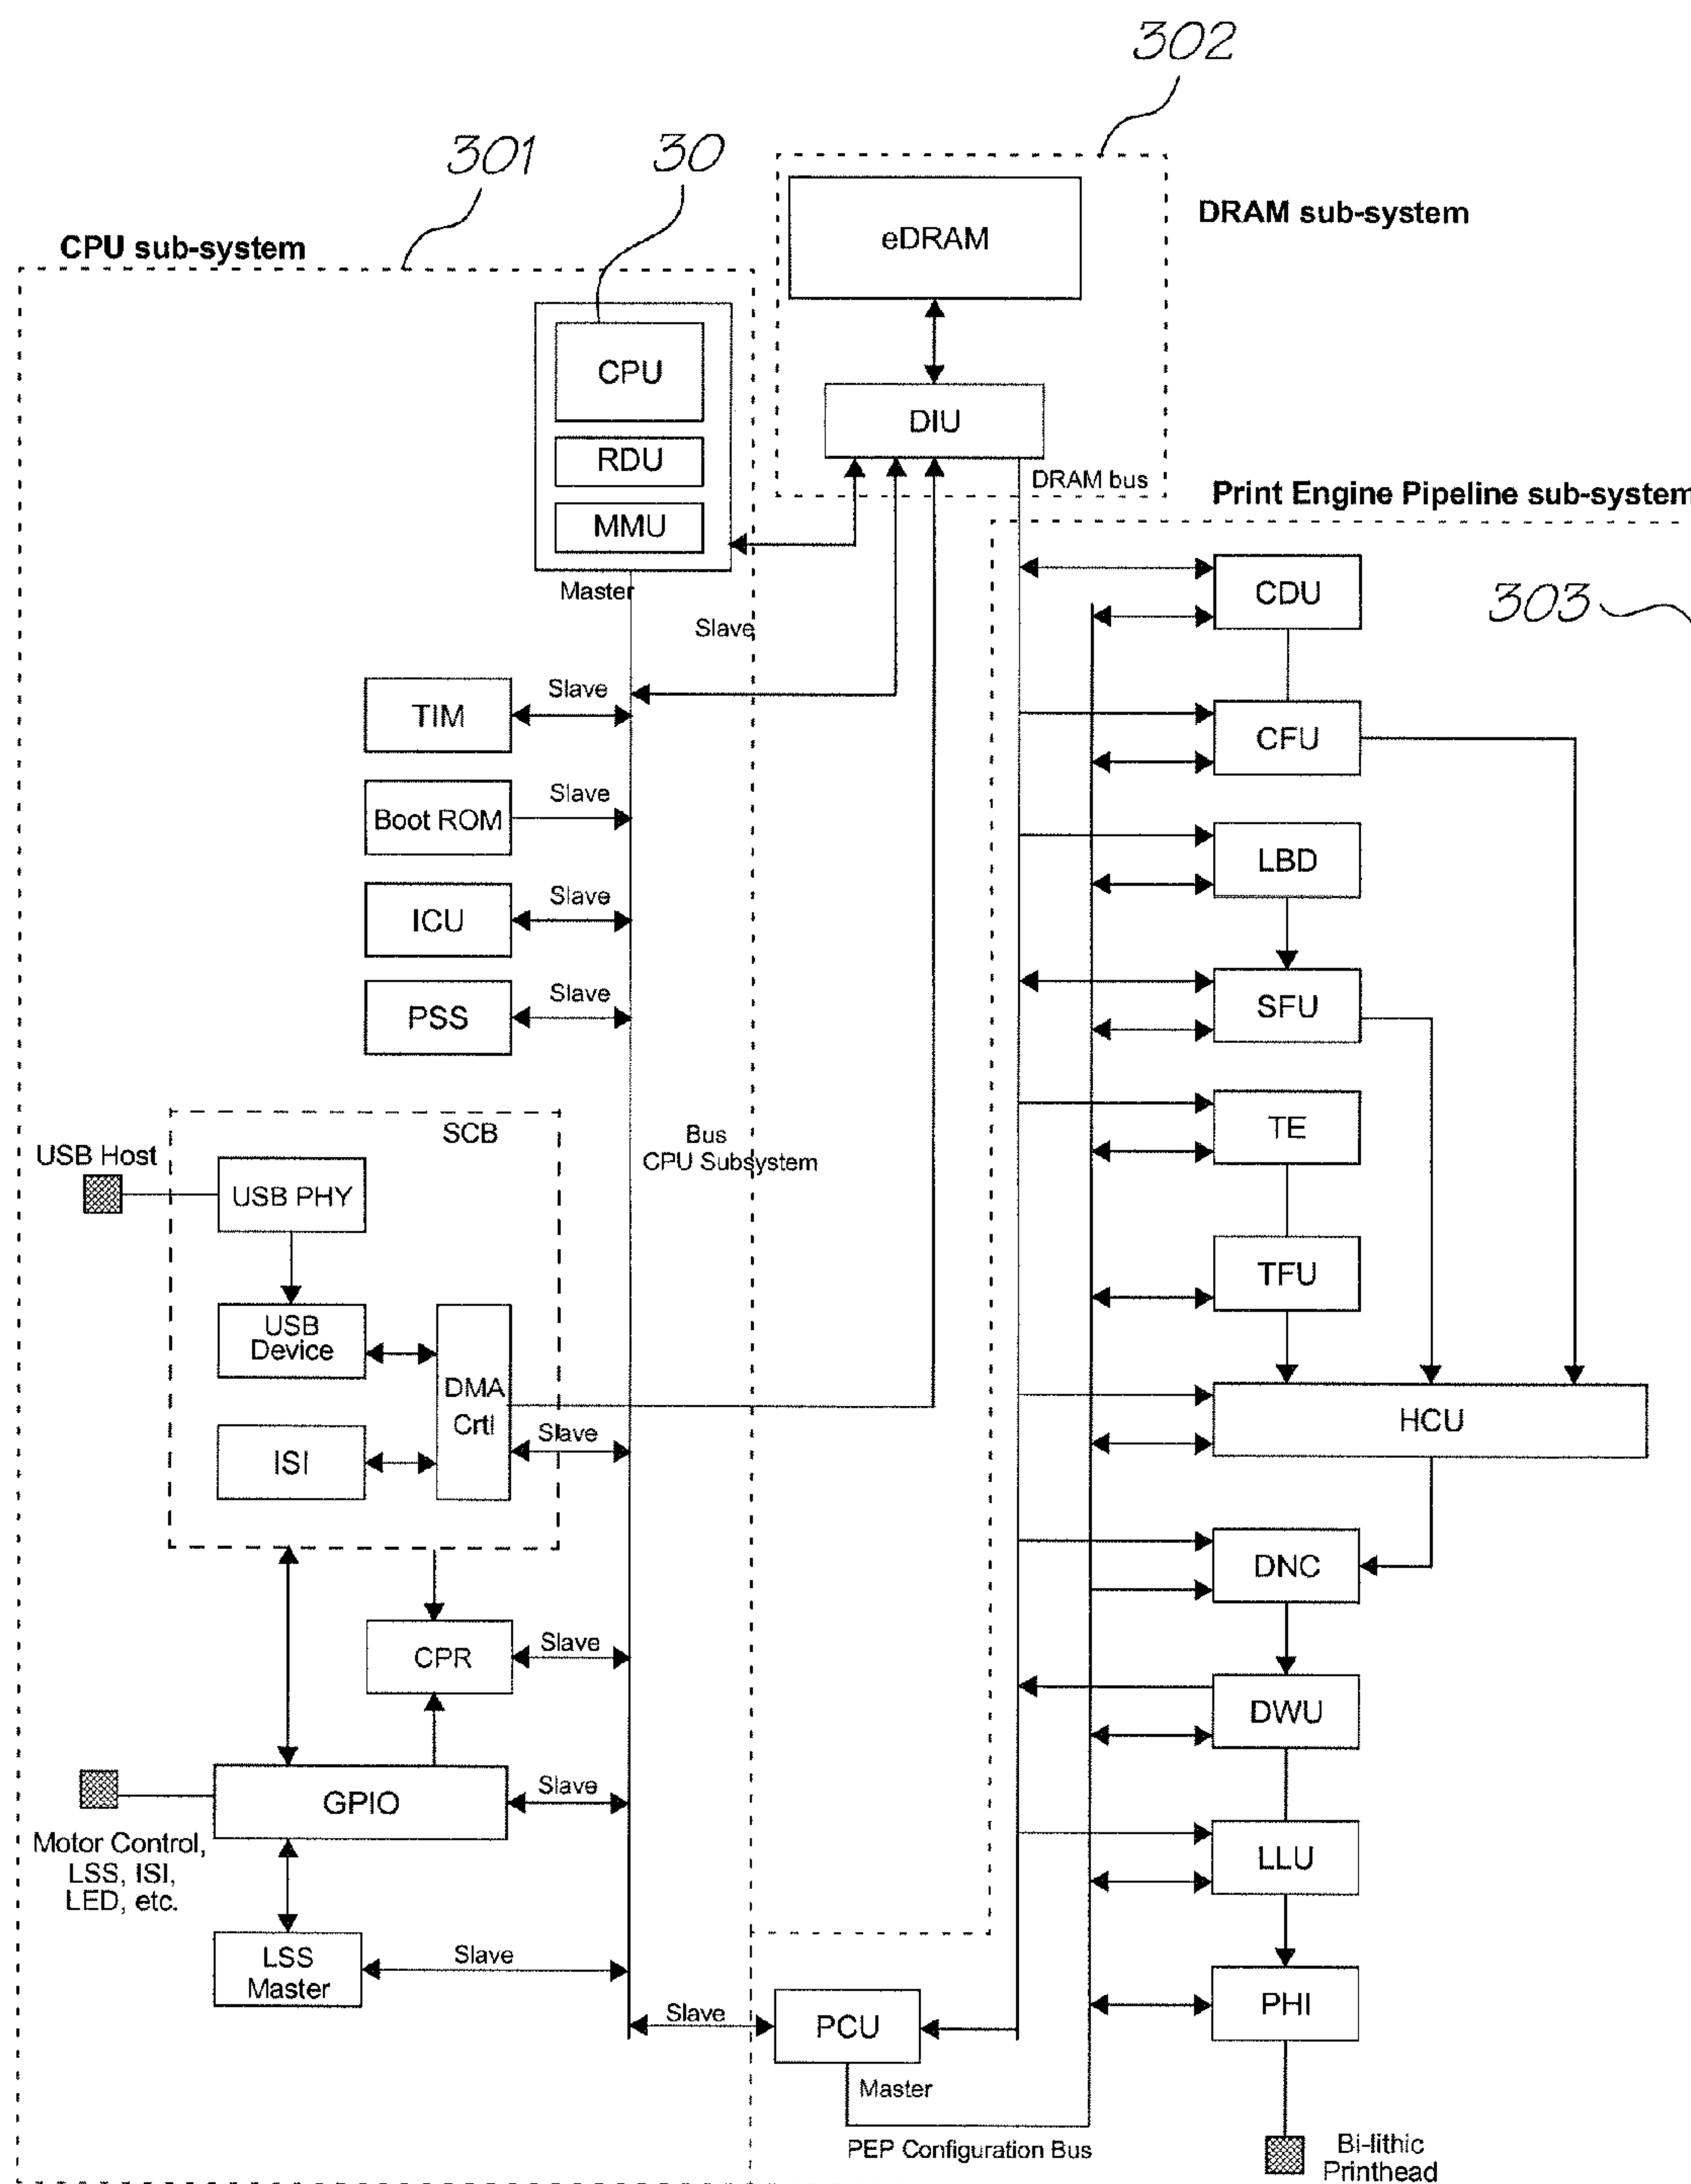 302
301
30
DRAM sub-system
CPU sub-system
eDRAM
CPU
DIU
RDU
DRAM bus
Print Engine Pipeline sub-system
MMU
Master
CDU
303
Slave
TIM
Slave
CFU
Boot ROM
Slave
LBD
ICU
Slave
PSS
Slave
SFU
SCB
Bus
CPU Subsystem
TE
USB Host
USB PHY
TFU
USB
Device
DMA
Crtl
Slave
HCU
ISI
DNC
CPR
Slave
DWU
GPIO
Slave
Motor Control,
LSS, ISI,
LED, etc.
LLU
LSS
Master
Slave
PHI
Slave
PCU
Master
PEP Configuration Bus
Bi-lithic
Printhead